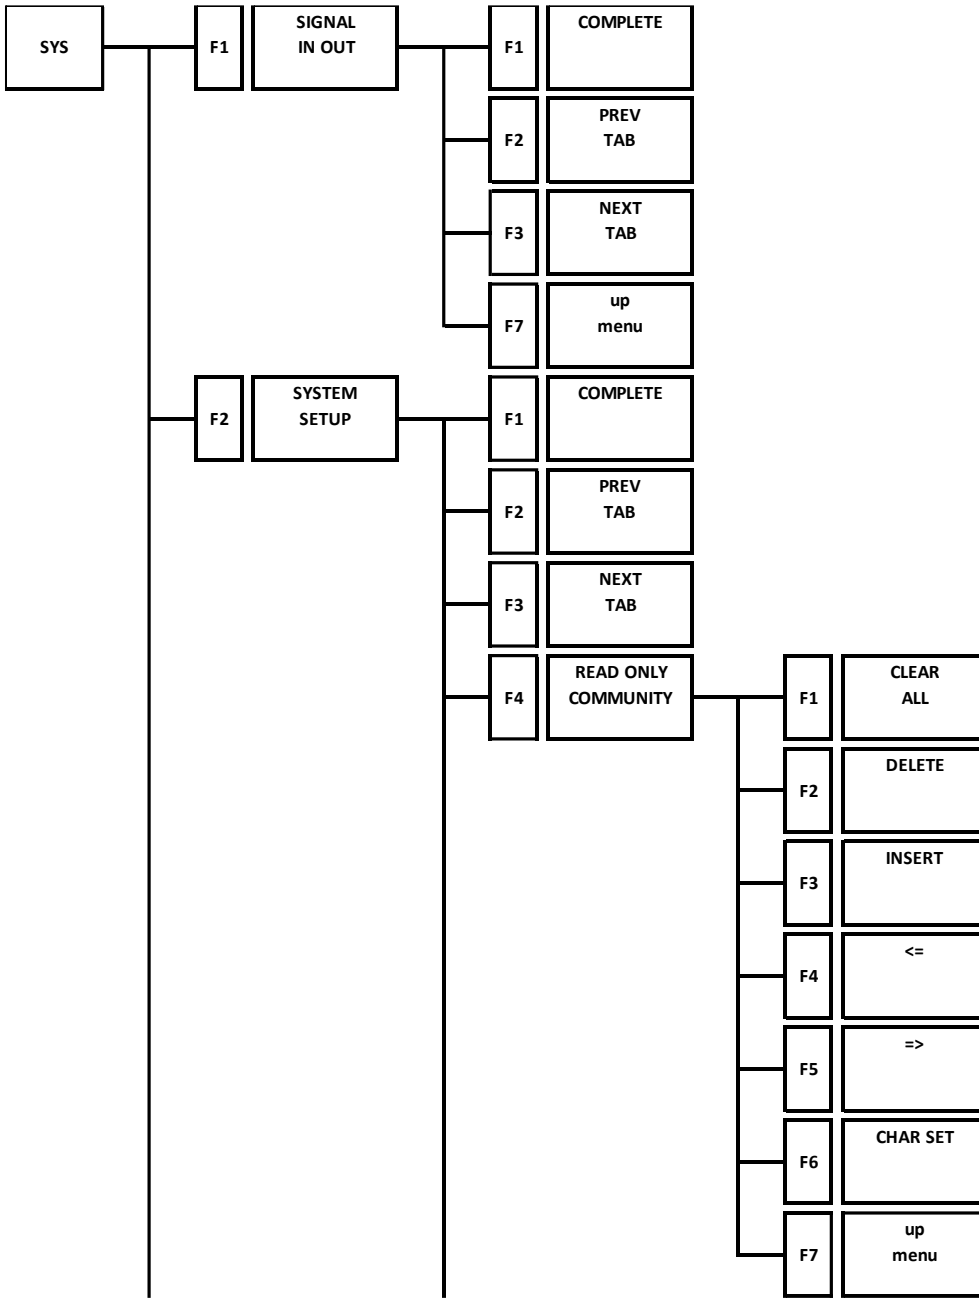 SYS
F1
SIGNAL
IN OUT
F1
COMPLETE
F2
PREV
TAB
F3
NEXT
TAB
F7
up
menu
F2
SYSTEM
SETUP
F1
COMPLETE
F2
PREV
TAB
F3
NEXT
TAB
F4
READ ONLY
COMMUNITY
F1
CLEAR
ALL
F2
DELETE
F3
INSERT
F4
<=
F5
=>
F6
CHAR SET
F7
up
menu